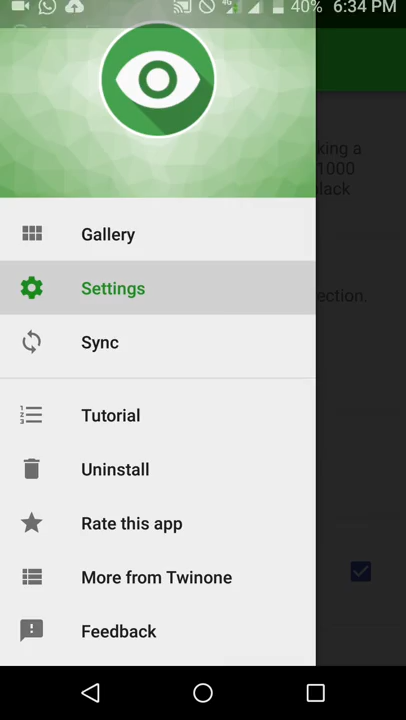 40% 6:34 PM
king a
1000
lack
ection.
Gallery
Settings
Sync
Tutorial
Uninstall
Rate this app
More from Twinone
Feedback